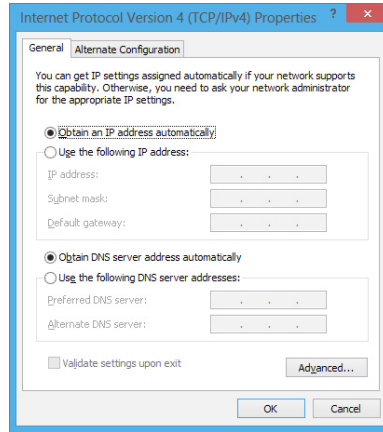 Internet Protocol Version 4 (TCP/IPv4) Properties ? ×
General Alternate Configuration
You can get IP settings assigned automatically if your network supports
this capability. Otherwise, you need to ask your network administrator
for the appropriate IP settings.
Obtain an IP address automatically
Use the following IP address:
IP address: . . .
Subnet mask: . . .
Default gateway: . . .
Obtain DNS server address automatically
Use the following DNS server addresses:
Preferred DNS server: . . .
Alternate DNS server: . . .
Validate settings upon exit
Advanced...
OK Cancel